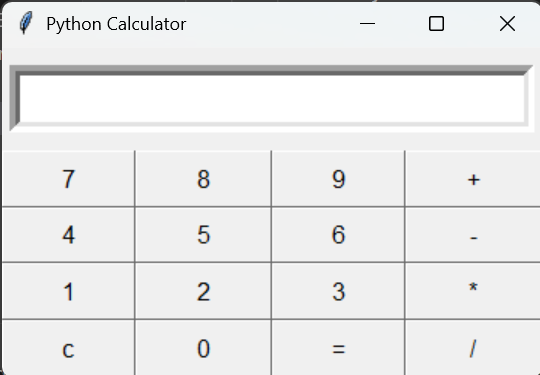 Python Calculator
7 8 9 +
4 5 6 -
1 2 3 *
c 0 = /